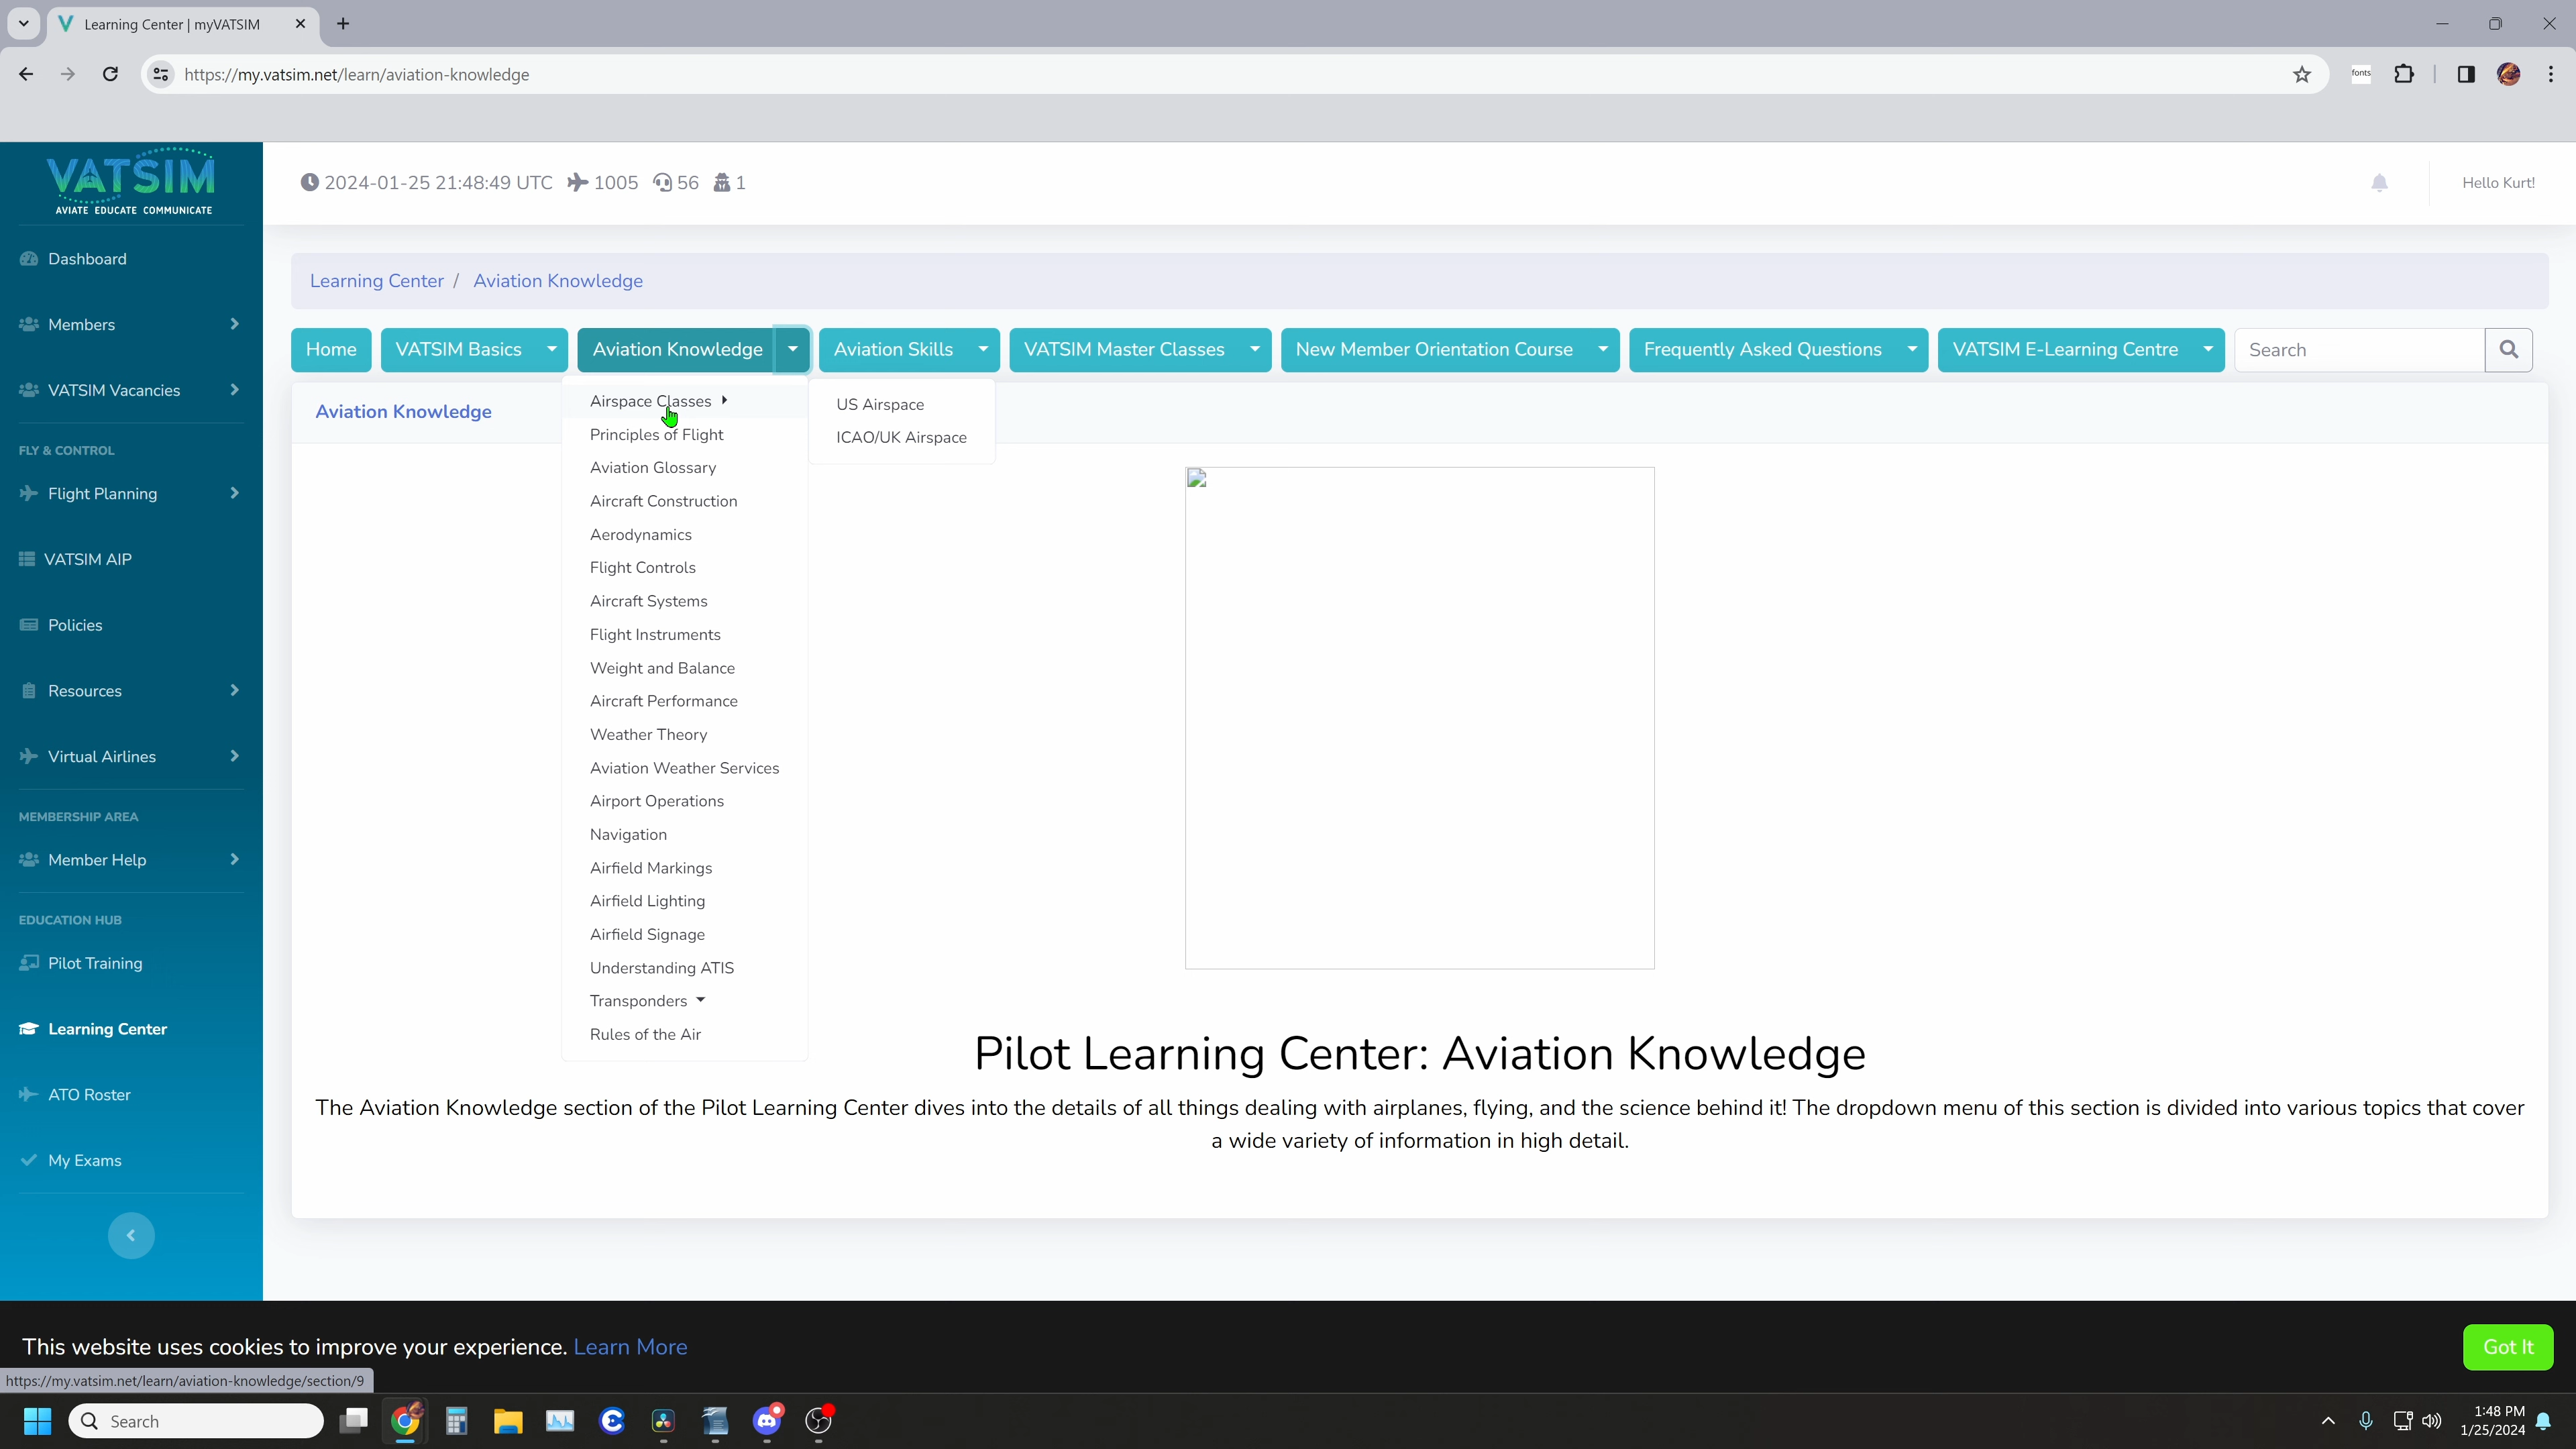 Learning Center | myVATSIM
https://my.vatsim.net/learn/aviation-knowledge
fonts
VATSIM
AVIATE EDUCATE COMMUNICATE
2024-01-25 21:48:49 UTC 1005 56 1
Hello Kurt!
Dashboard
Members
VATSIM Vacancies
FLY & CONTROL
Flight Planning
VATSIM AIP
Policies
Resources
Virtual Airlines
MEMBERSHIP AREA
Member Help
EDUCATION HUB
Pilot Training
Learning Center
ATO Roster
My Exams
Learning Center / Aviation Knowledge
Home VATSIM Basics Aviation Knowledge Aviation Skills VATSIM Master Classes New Member Orientation Course Frequently Asked Questions VATSIM E-Learning Centre Search
Aviation Knowledge
Airspace Classes
Principles of Flight
Aviation Glossary
Aircraft Construction
Aerodynamics
Flight Controls
Aircraft Systems
Flight Instruments
Weight and Balance
Aircraft Performance
Weather Theory
Aviation Weather Services
Airport Operations
Navigation
Airfield Markings
Airfield Lighting
Airfield Signage
Understanding ATIS
Transponders
Rules of the Air
US Airspace
ICAO/UK Airspace
Pilot Learning Center: Aviation Knowledge
The Aviation Knowledge section of the Pilot Learning Center dives into the details of all things dealing with airplanes, flying, and the science behind it! The dropdown menu of this section is divided into various topics that cover
a wide variety of information in high detail.
This website uses cookies to improve your experience. Learn More
Got It
https://my.vatsim.net/learn/aviation-knowledge/section/9
Search
1:48 PM
1/25/2024